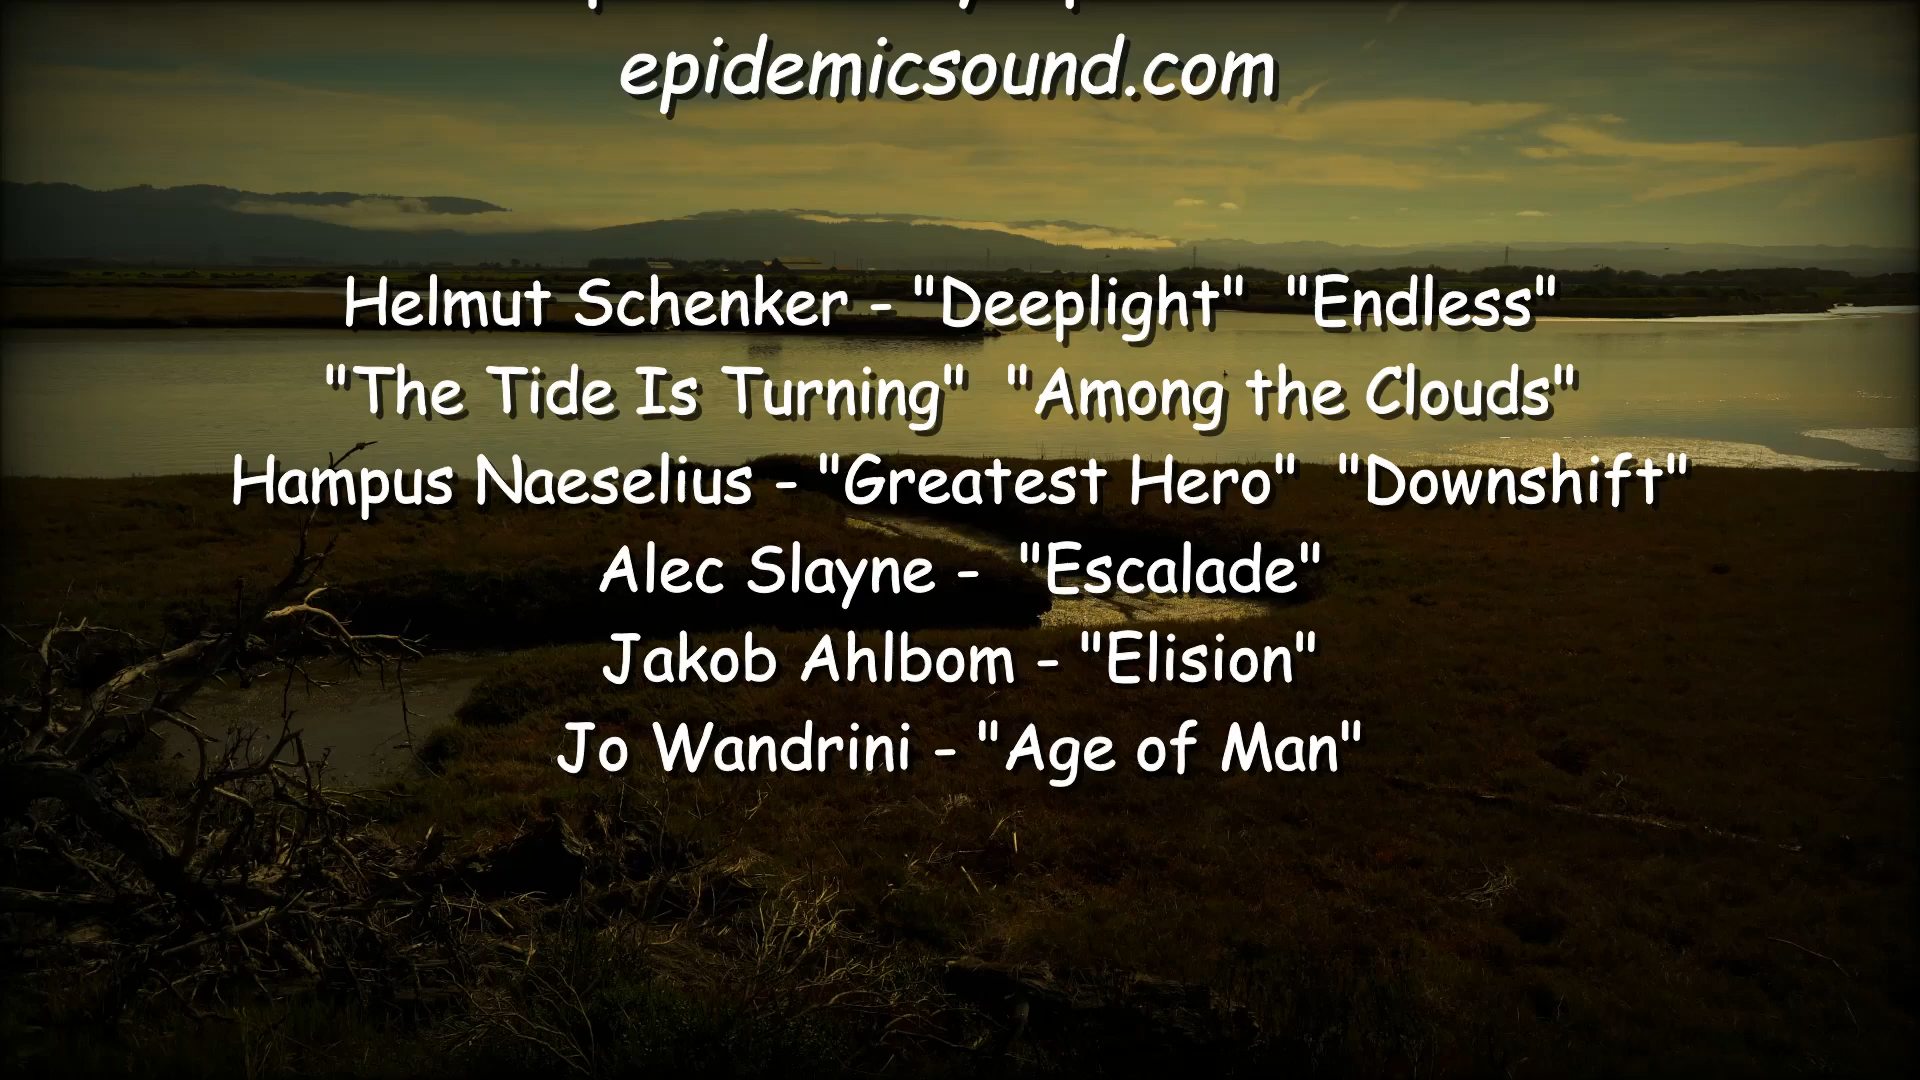 epidemicsound.com
Helmut Schenker - "Deeplight" "Endless"
"The Tide Is Turning" "Among the Clouds"
Hampus Naeselius - "Greatest Hero" "Downshift"
Alec Slayne - "Escalade"
Jakob Ahlbom - "Elision"
Jo Wandrini - "Age of Man"